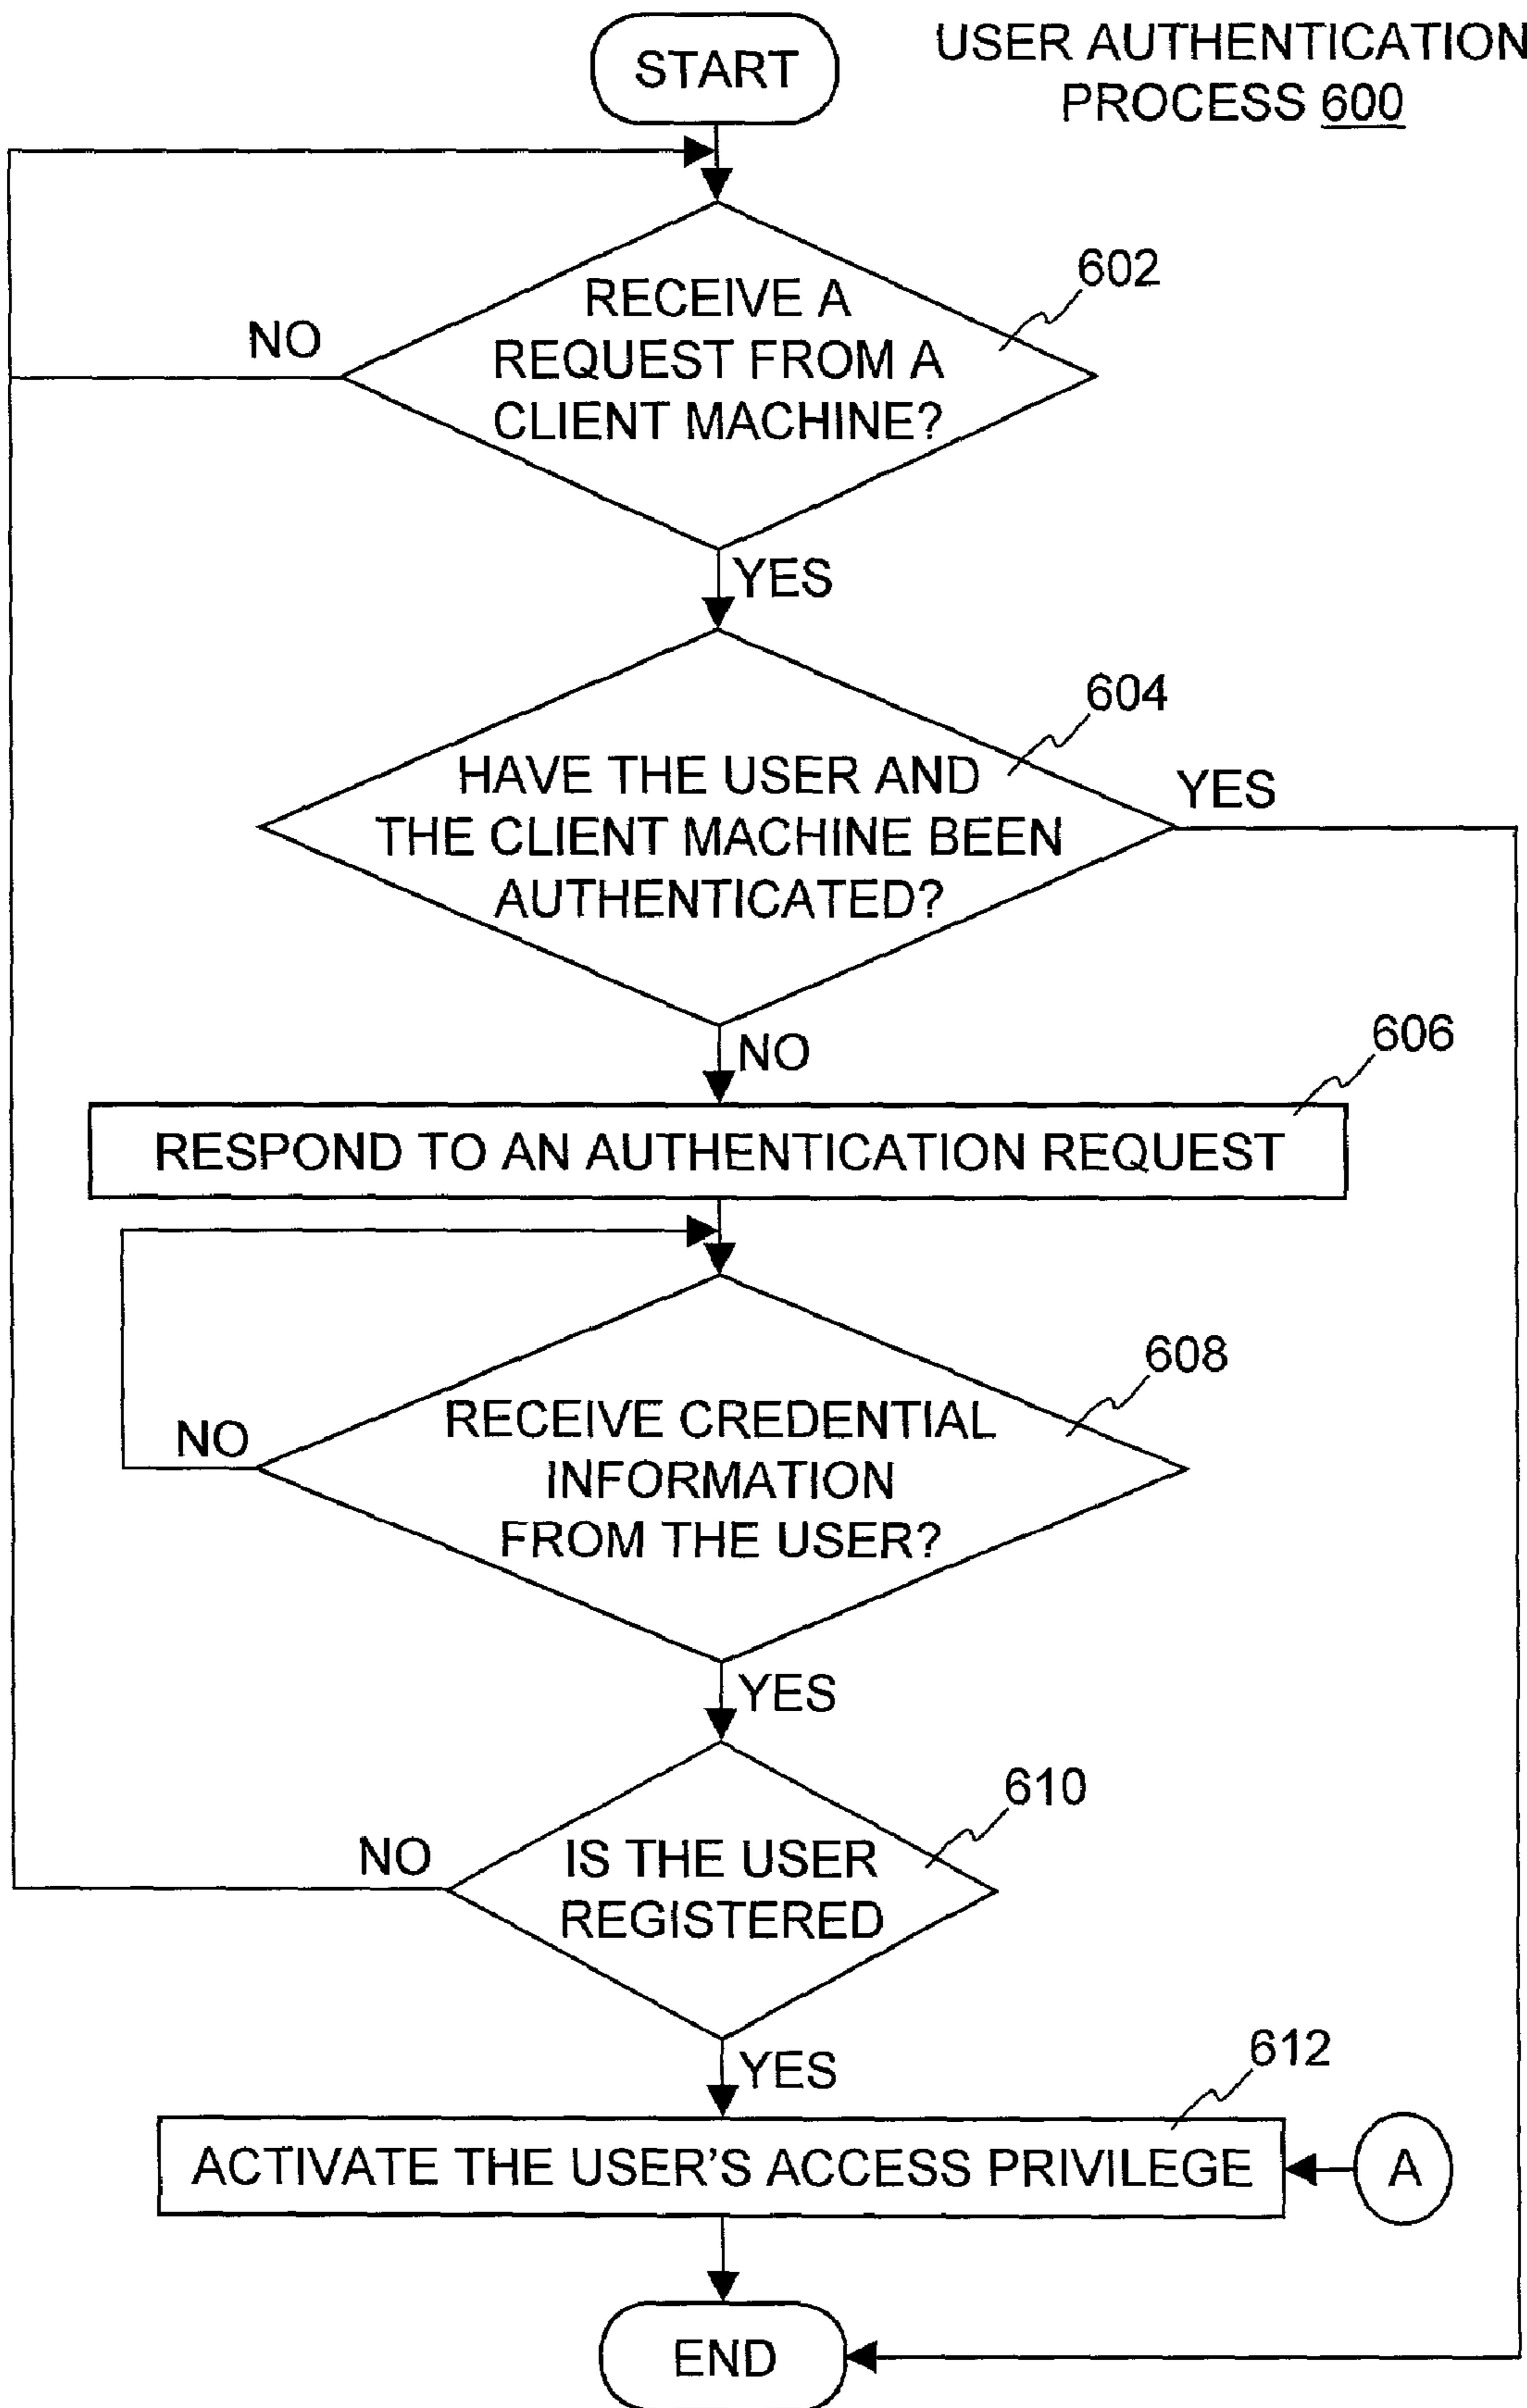 START
USER AUTHENTICATION
PROCESS 600
602
RECEIVE A
REQUEST FROM A
CLIENT MACHINE?
NO
YES
604
HAVE THE USER AND
THE CLIENT MACHINE BEEN
AUTHENTICATED?
YES
NO
606
RESPOND TO AN AUTHENTICATION REQUEST
608
RECEIVE CREDENTIAL
INFORMATION
FROM THE USER?
NO
YES
610
IS THE USER
REGISTERED
NO
YES
612
ACTIVATE THE USER'S ACCESS PRIVILEGE
A
END